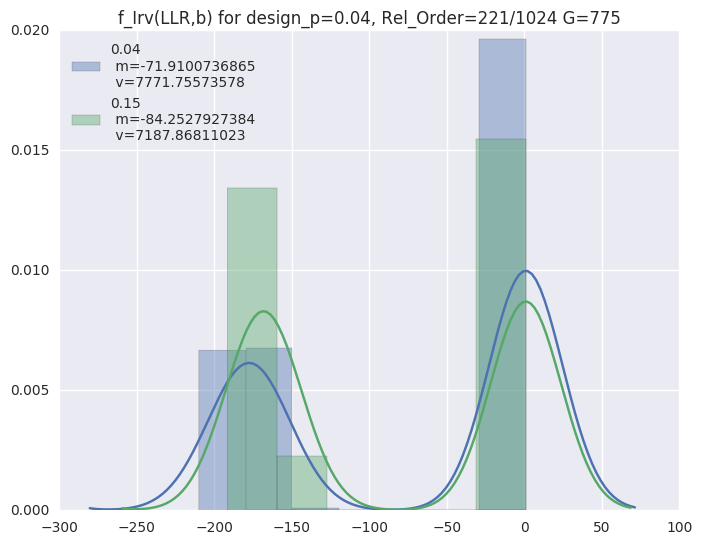 f_Irv(LLR,b) for design_p=0.04, Rel_Order=221/1024 G=775
0.04
m=-71.9100736865
v=7771.75573578
0.15
m=-84.2527927384
v=7187.86811023
0.020
0.015
0.010
0.005
0.000
−300 −250 −200 −150 −100 −50 0 50 100